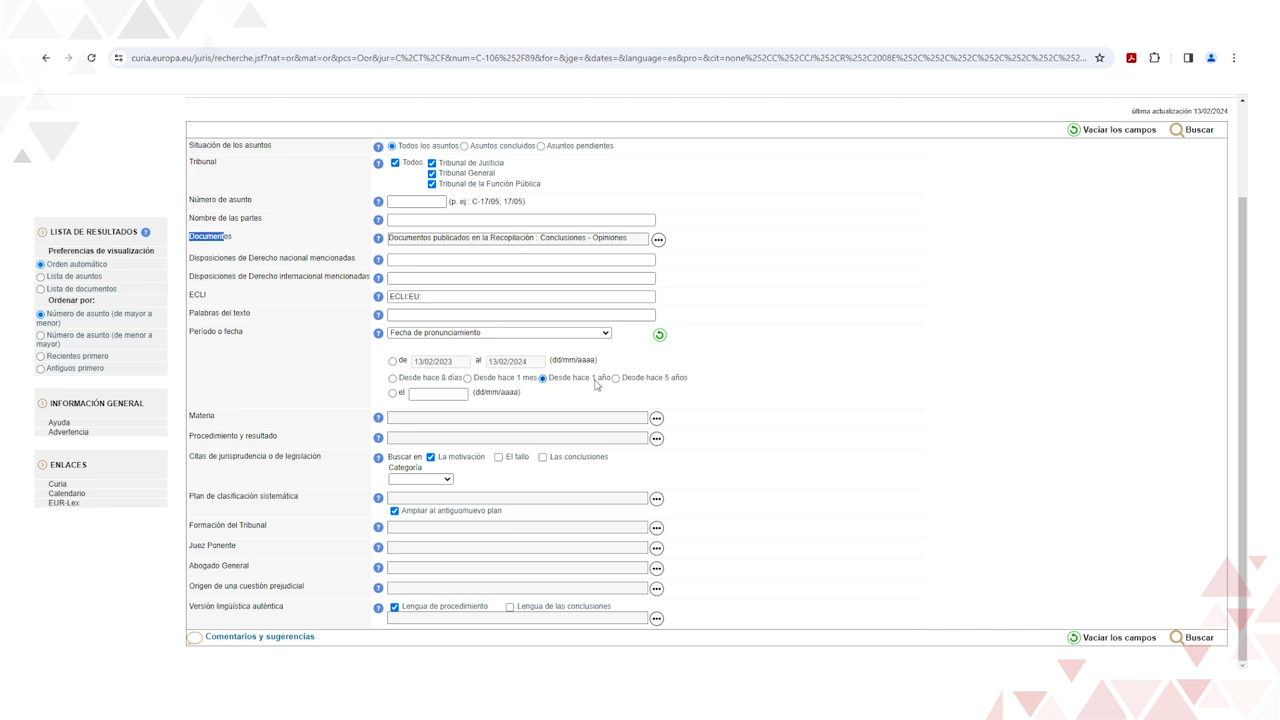 curia.europa.eu/juris/recherche.jsf?nat=or&mat=or&pcs=Oor&jur=C%2CT%2CF&num=C-106%252F89&for=&jge=&dates=&language=es&pro=&cit=none%252CC%252CCJ%252CR%252C2008E%252C%252C%252C%252C%252C%252C%252C%252C%252...
última actualización 13/02/2024
Vaciar los campos Buscar
Situación de los asuntos Todos los asuntos Asuntos concluidos Asuntos pendientes
Tribunal Todos Tribunal de Justicia
Tribunal General
Tribunal de la Función Pública
Número de asunto (p. ej.: C-17/05; 17/05)
Nombre de las partes
Documentos Documentos publicados en la Recopilación : Conclusiones - Opiniones
Disposiciones de Derecho nacional mencionadas
Disposiciones de Derecho internacional mencionadas
ECLI ECLI:EU:
Palabras del texto
Período o fecha Fecha de pronunciamiento
de 13/02/2023 al 13/02/2024 (dd/mm/aaaa)
Desde hace 8 días Desde hace 1 mes Desde hace 1 año Desde hace 5 años
el (dd/mm/aaaa)
Materia
Procedimiento y resultado
Citas de jurisprudencia o de legislación Buscar en La motivación El fallo Las conclusiones
Categoría
Plan de clasificación sistemática
Ampliar al antiguo/nuevo plan
Formación del Tribunal
Juez Ponente
Abogado General
Origen de una cuestión prejudicial
Versión lingüística auténtica Lengua de procedimiento Lengua de las conclusiones
Comentarios y sugerencias Vaciar los campos Buscar
LISTA DE RESULTADOS
Preferencias de visualización
Orden automático
Lista de asuntos
Lista de documentos
Ordenar por:
Número de asunto (de mayor a
menor)
Número de asunto (de menor a
mayor)
Recientes primero
Antiguos primero
INFORMACIÓN GENERAL
Ayuda
Advertencia
ENLACES
Curia
Calendario
EUR-Lex